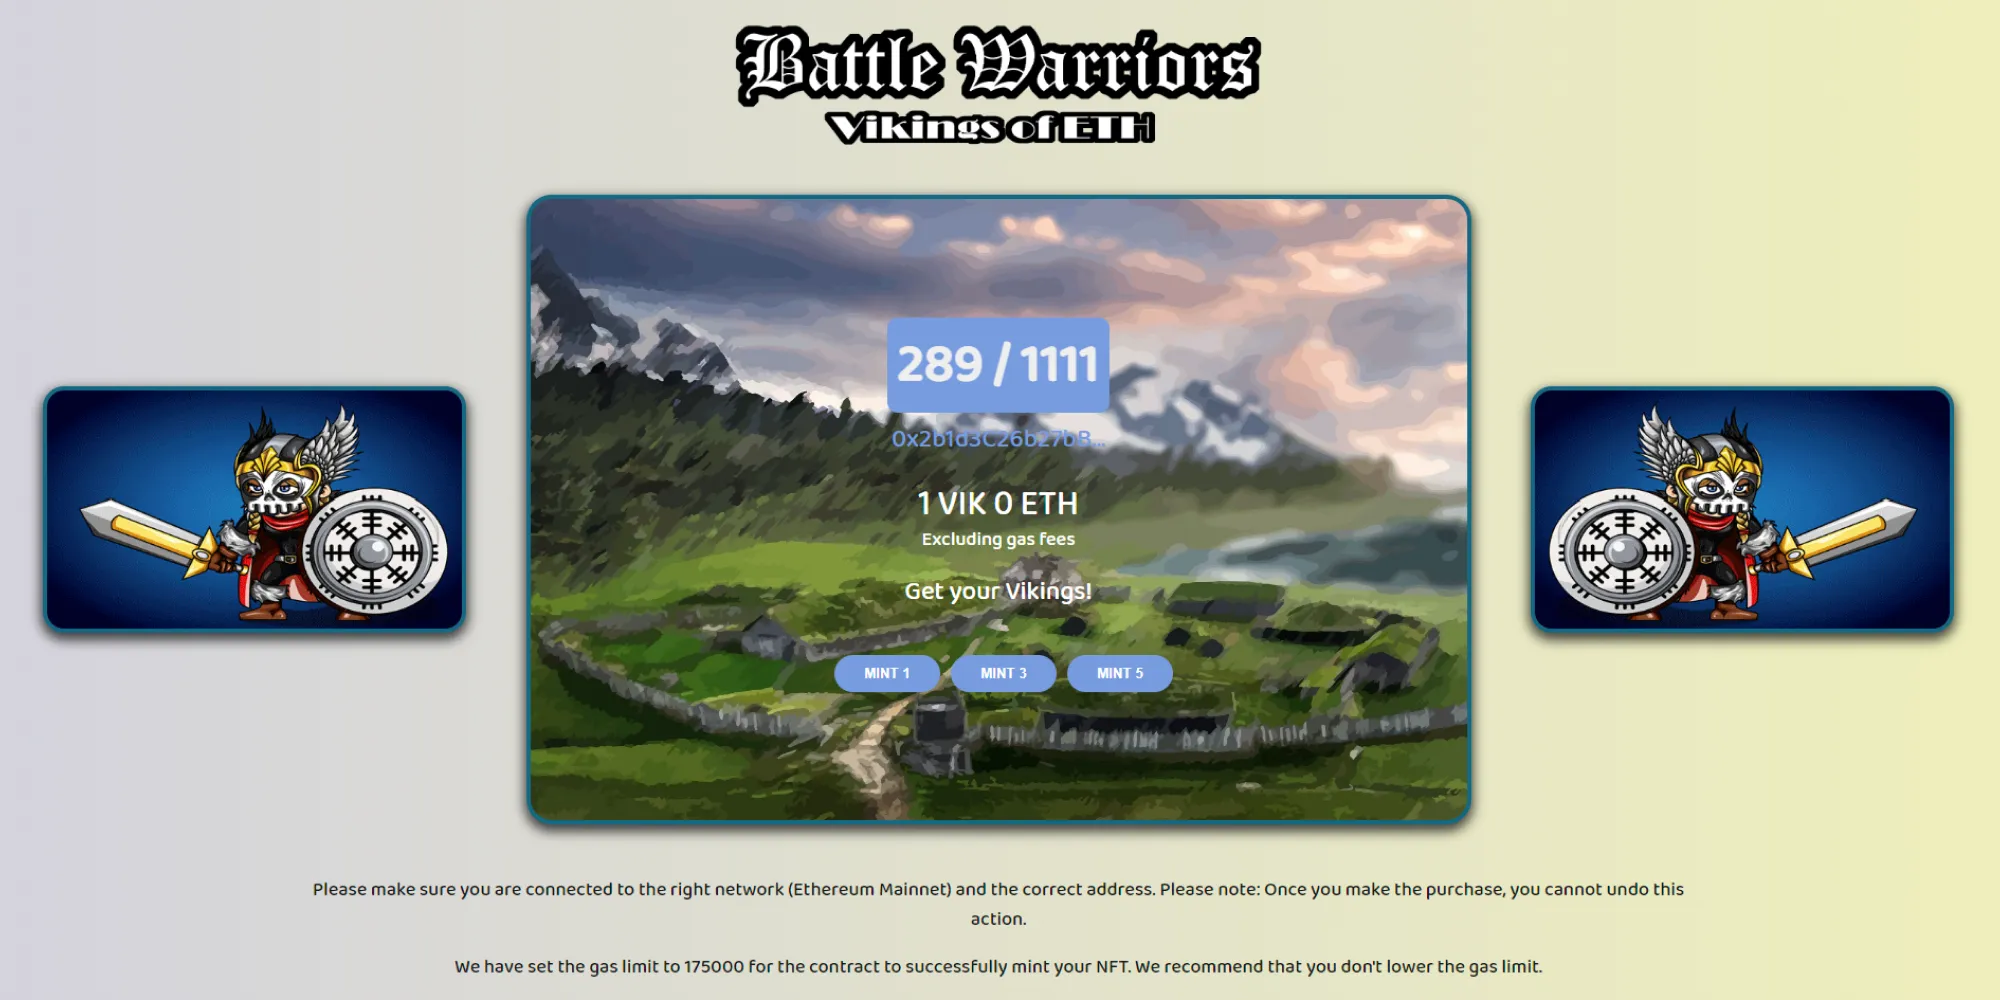 Battle Warriors
Vikings of ETH
289 / 1111
0x2b1d3C26b27bB...
1 VIK 0 ETH
Excluding gas fees
Get your Vikings!
MINT 1 MINT 3 MINT 5
Please make sure you are connected to the right network (Ethereum Mainnet) and the correct address. Please note: Once you make the purchase, you cannot undo this
action.
We have set the gas limit to 175000 for the contract to successfully mint your NFT. We recommend that you don't lower the gas limit.